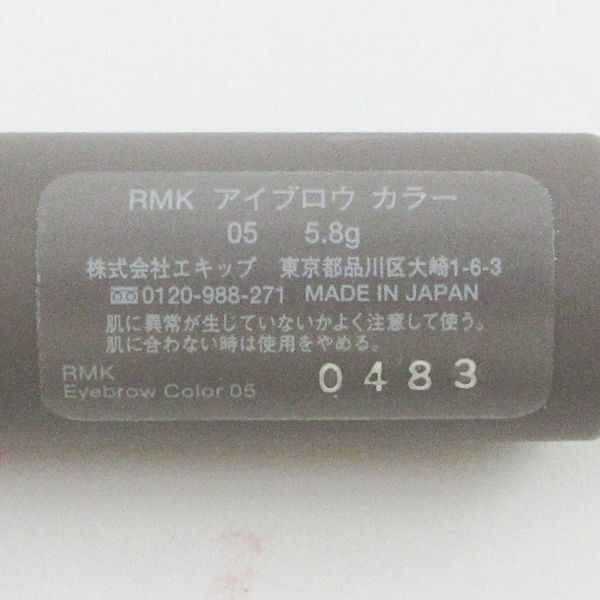 RMK アイブロウ カラー
05 5.8g
株式会社エキップ 東京都品川区大崎1-6-3
0120-988-271 MADE IN JAPAN
肌に異常が生じていないかよく注意して使う。
肌に合わない時は使用をやめる。
RMK
Eyebrow Color 05
0483